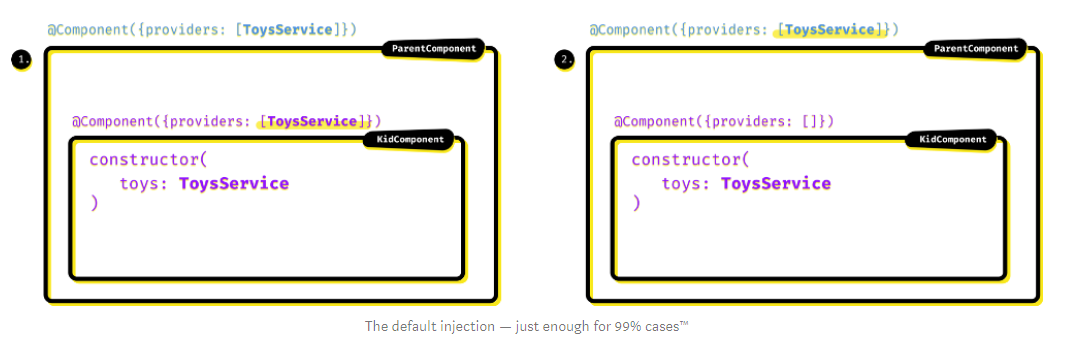 @Component({providers: [ToysService]})
1.
ParentComponent
@Component({providers: [ToysService]})
KidComponent
constructor(
toys: ToysService
)
@Component({providers: [ToysService]})
2.
ParentComponent
@Component({providers: []})
KidComponent
constructor(
toys: ToysService
)
The default injection — just enough for 99% cases™